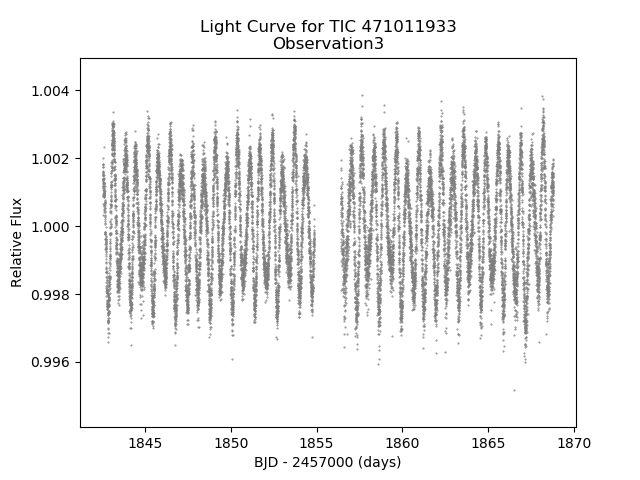 Light Curve for TIC 471011933
Observation3
Relative Flux
1.004
1.002
1.000
0.998
0.996
1845
1850
1855
1860
1865
1870
BJD - 2457000 (days)